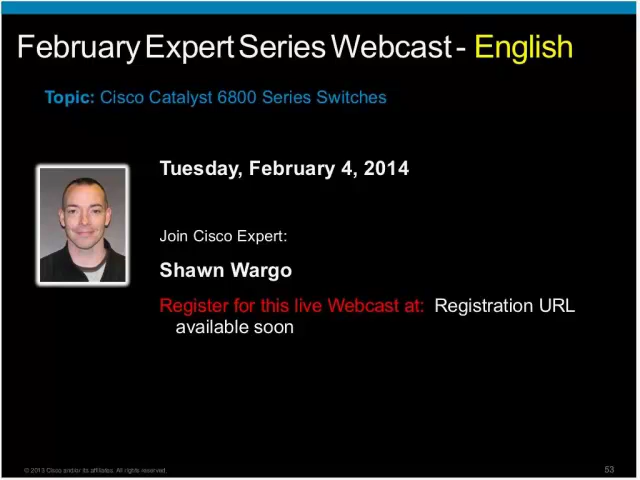 February Expert Series Webcast - English
Topic: Cisco Catalyst 6800 Series Switches
Tuesday, February 4, 2014
Join Cisco Expert:
Shawn Wargo
Register for this live Webcast at: Registration URL
available soon
© 2013 Cisco and/or its affiliates. All rights reserved.
53